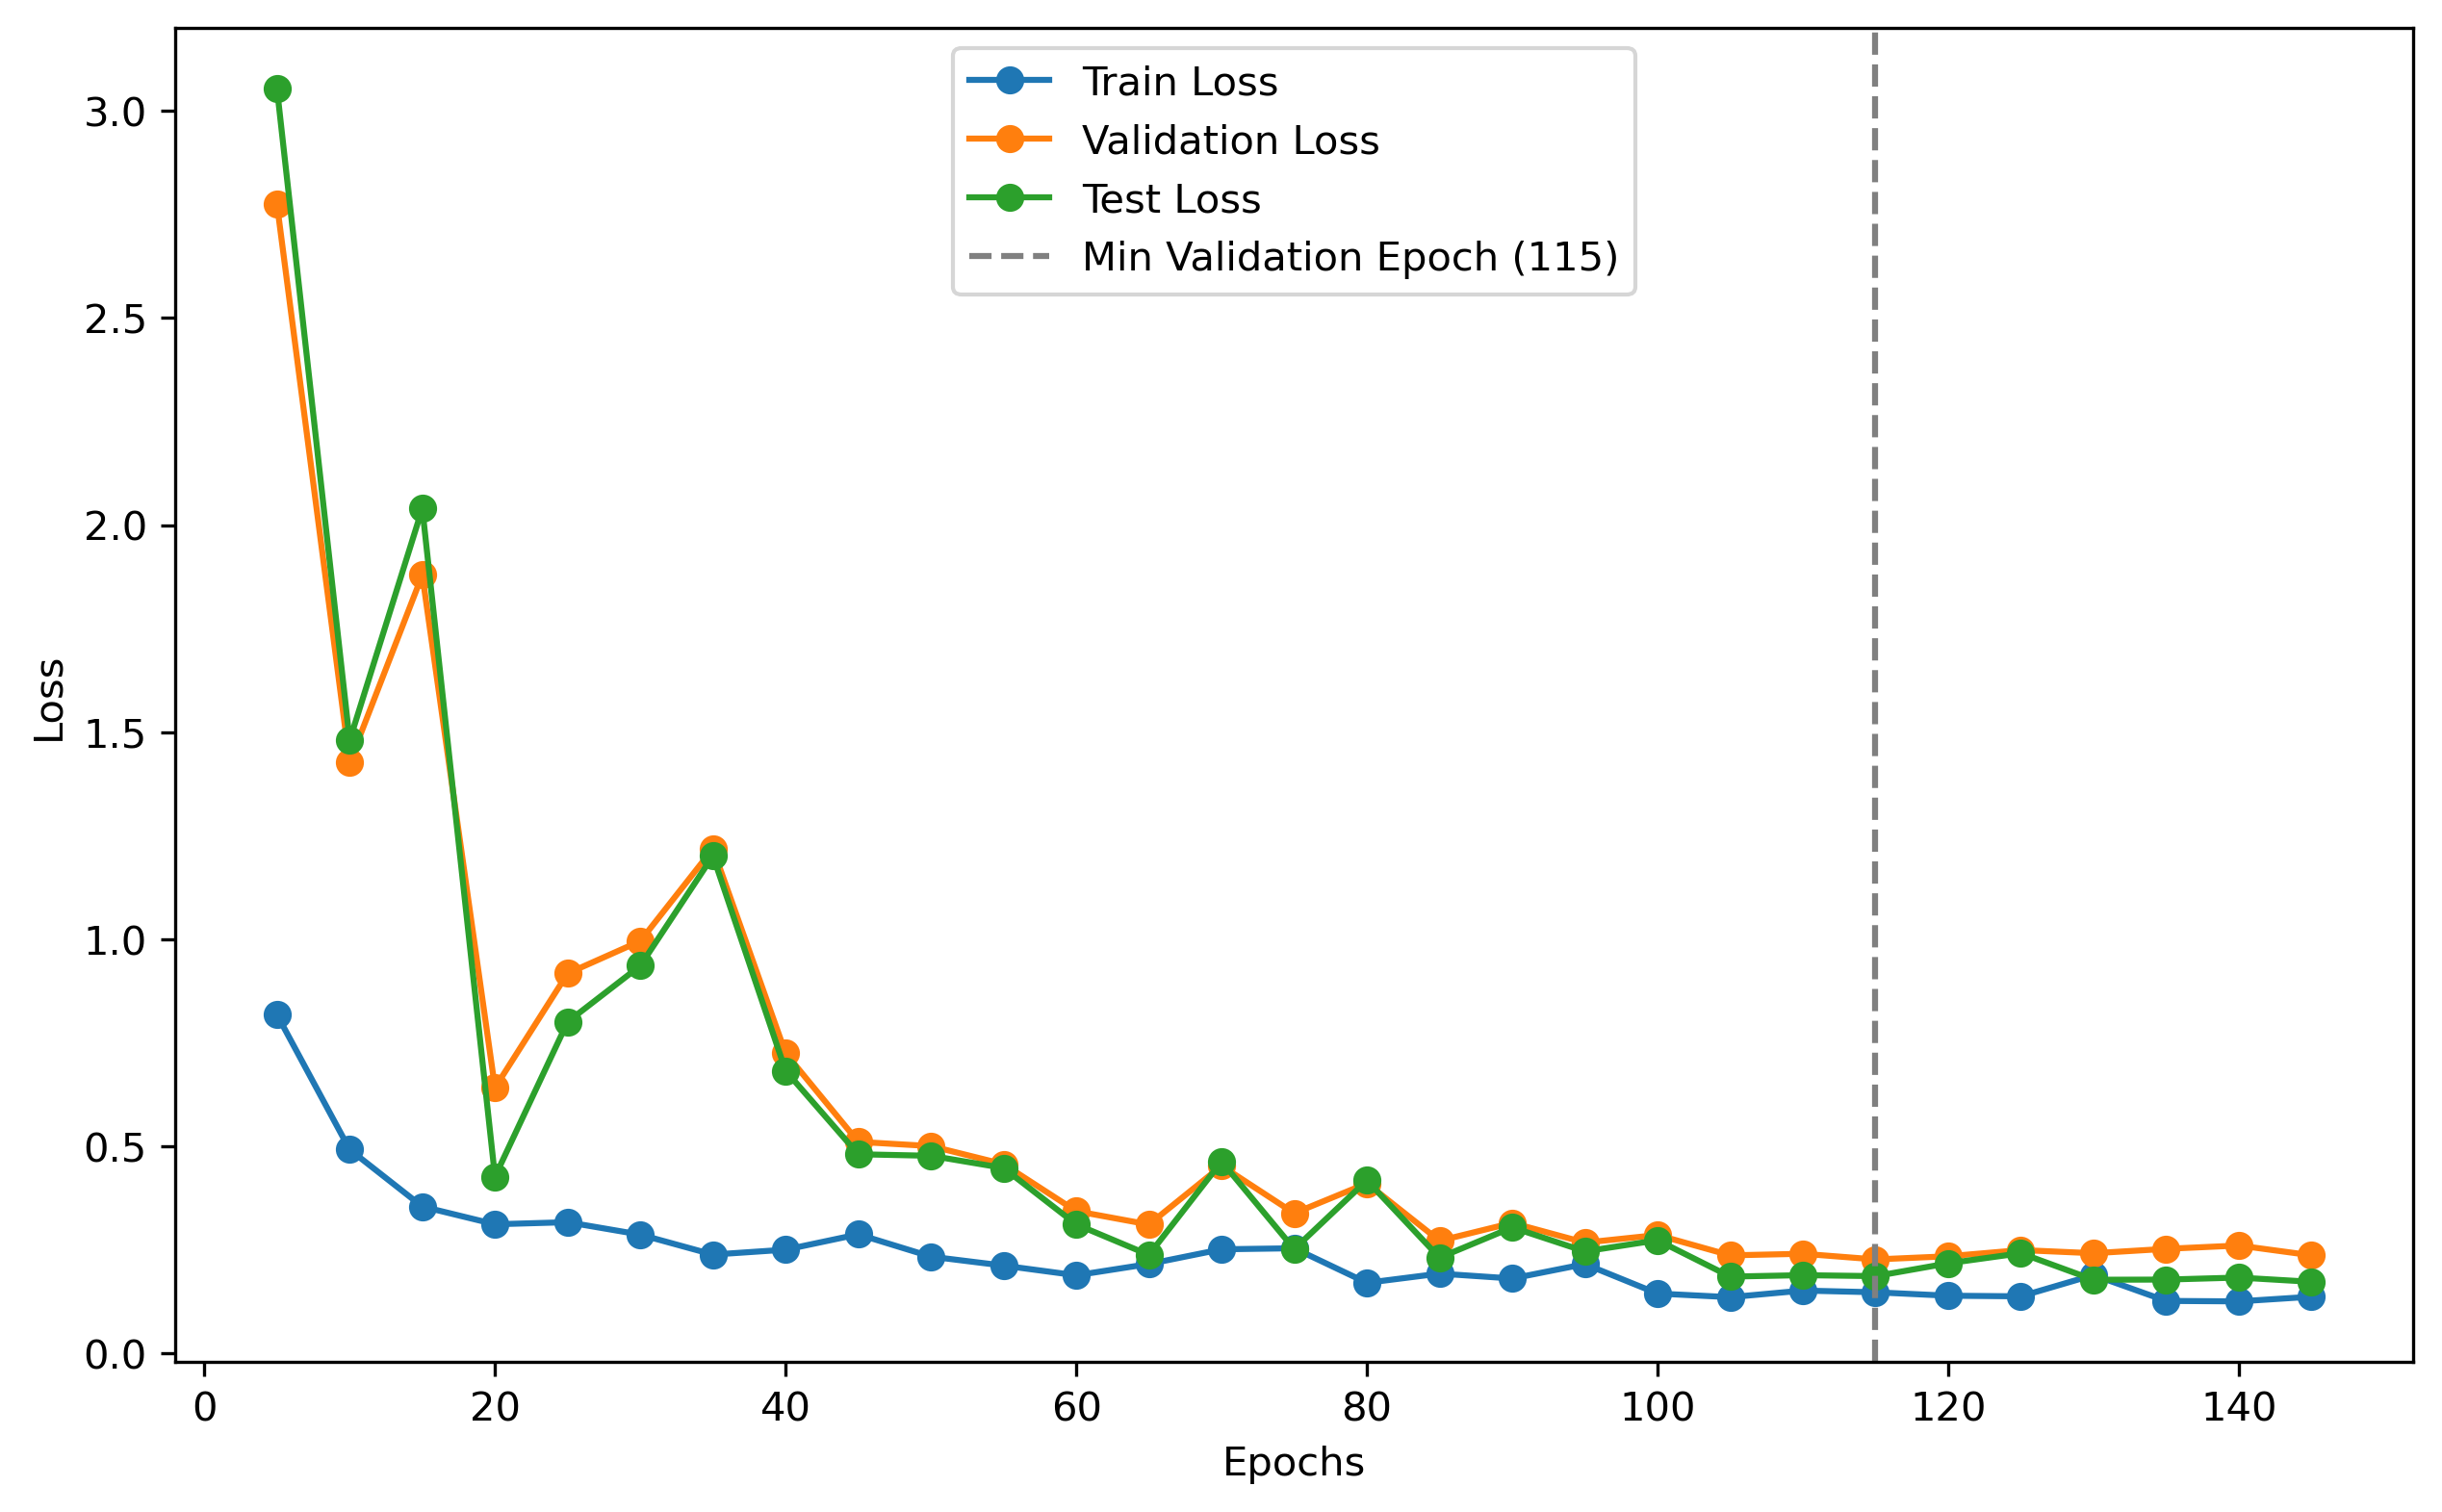 Train Loss
Validation Loss
Test Loss
Min Validation Epoch (115)
3.0
2.5
2.0
1.5
1.0
0.5
0.0
Loss
0 20 40 60 80 100 120 140
Epochs